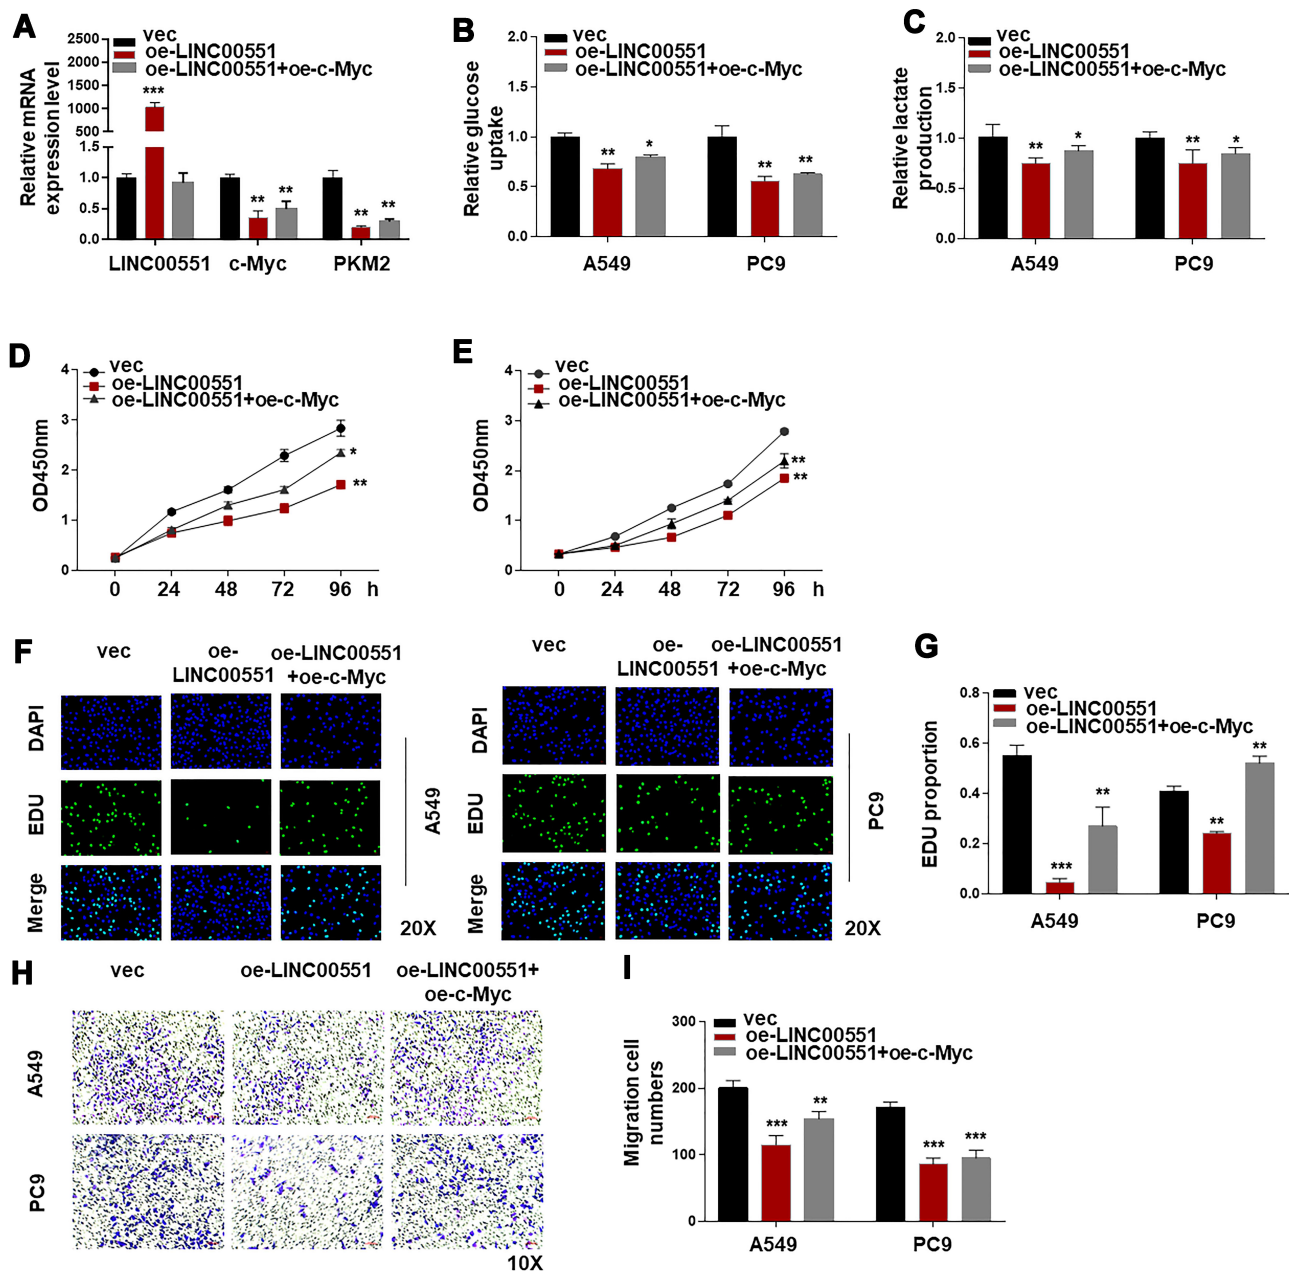 A
vec
oe-LINC00551
oe-LINC00551+oe-c-Myc
Relative mRNA
expression level
2500
2000
1500
1000
500
1.5
1.0
0.5
0.0
***
**
**
**
**
LINC00551
c-Myc
PKM2
B
vec
oe-LINC00551
oe-LINC00551+oe-c-Myc
Relative glucose
uptake
2.0
1.5
1.0
0.5
0.0
**
*
**
**
A549
PC9
C
vec
oe-LINC00551
oe-LINC00551+oe-c-Myc
Relative lactate
production
2.0
1.5
1.0
0.5
0.0
**
*
**
*
A549
PC9
D
vec
oe-LINC00551
oe-LINC00551+oe-c-Myc
OD450nm
4
3
2
1
0
*
**
0 24 48 72 96 h
E
vec
oe-LINC00551
oe-LINC00551+oe-c-Myc
OD450nm
4
3
2
1
0
**
**
0 24 48 72 96 h
F
vec
oe-
LINC00551
oe-LINC00551
+oe-c-Myc
DAPI
EDU
Merge
A549
20X
vec
oe-
LINC00551
oe-LINC00551
+oe-c-Myc
DAPI
EDU
Merge
PC9
20X
G
vec
oe-LINC00551
oe-LINC00551+oe-c-Myc
EDU proportion
0.8
0.6
0.4
0.2
0.0
***
**
**
**
A549
PC9
H
vec
oe-LINC00551
oe-LINC00551+
oe-c-Myc
A549
PC9
10X
I
vec
oe-LINC00551
oe-LINC00551+oe-c-Myc
Migration cell
numbers
300
200
100
0
***
**
***
***
A549
PC9